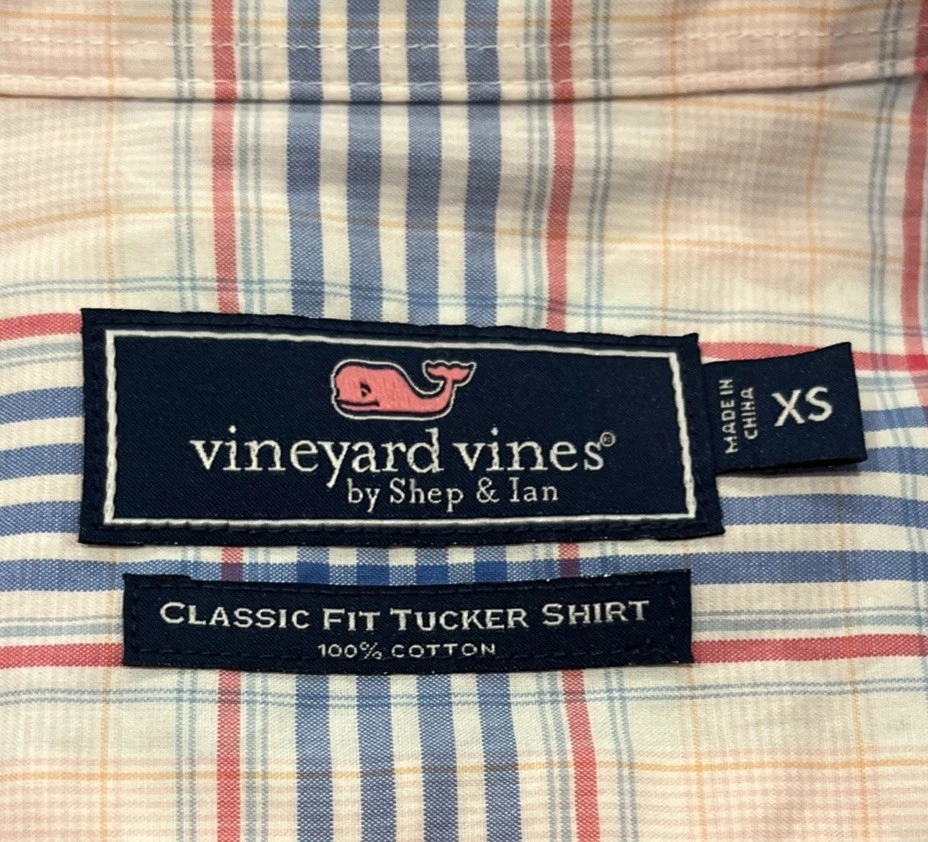 vineyard vines®
by Shep & Ian
MADE IN
CHINA
XS
CLASSIC FIT TUCKER SHIRT
100% COTTON